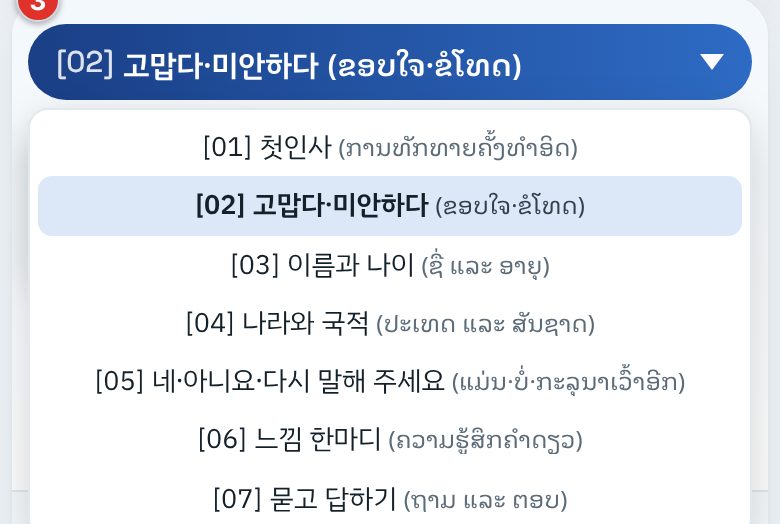 3
[02] 고맙다·미안하다 (ຂອບໃຈ·ຂໍໂທດ)
[01] 첫인사 (ການທັກທາຍຄັ້ງທຳອິດ)
[02] 고맙다·미안하다 (ຂອບໃຈ·ຂໍໂທດ)
[03] 이름과 나이 (ຊື່ ແລະ ອາຍຸ)
[04] 나라와 국적 (ປະເທດ ແລະ ສັນຊາດ)
[05] 네·아니요·다시 말해 주세요 (ແມ່ນ·ບໍ່·ກະລຸນາເວົ້າອີກ)
[06] 느낌 한마디 (ຄວາມຮູ້ສຶກຄຳດຽວ)
[07] 묻고 답하기 (ຖາມ ແລະ ຕອບ)